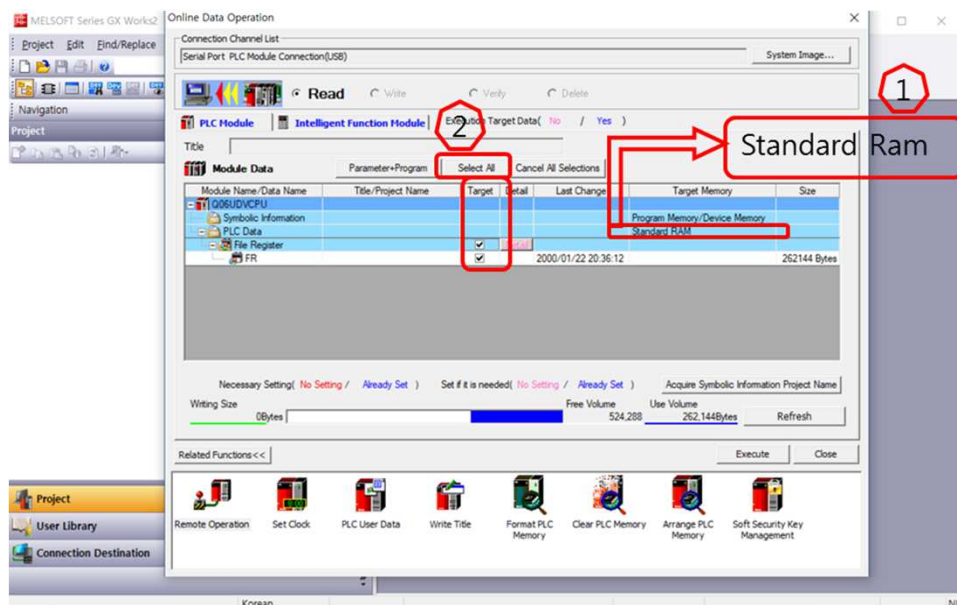 MELSOFT Series GX Works2
Online Data Operation
Project Edit Find/Replace
Connection Channel List
Serial Port PLC Module Connection(USB)
System Image...
Read Write Verify Delete
1
Navigation
PLC Module Intelligent Function Module Execution Target Data( No / Yes )
2
Project
Title
Standard Ram
Module Data Parameter+Program Select All Cancel All Selections
Module Name/Data Name Title/Project Name Target Detail Last Change Target Memory Size
Q06UDVCPU
Symbolic Information Program Memory/Device Memory
PLC Data Standard RAM
File Register Detail
FR 2000/01/22 20:36:12 262144 Bytes
Necessary Setting( No Setting / Already Set ) Set if it is needed( No Setting / Already Set ) Acquire Symbolic Information Project Name
Writing Size Free Volume Use Volume
0Bytes 524,288 262,144Bytes Refresh
Related Functions<< Execute Close
Project
User Library
Connection Destination
Remote Operation Set Clock PLC User Data Write Title Format PLC Memory Clear PLC Memory Arrange PLC Memory Soft Security Key Management
Korean